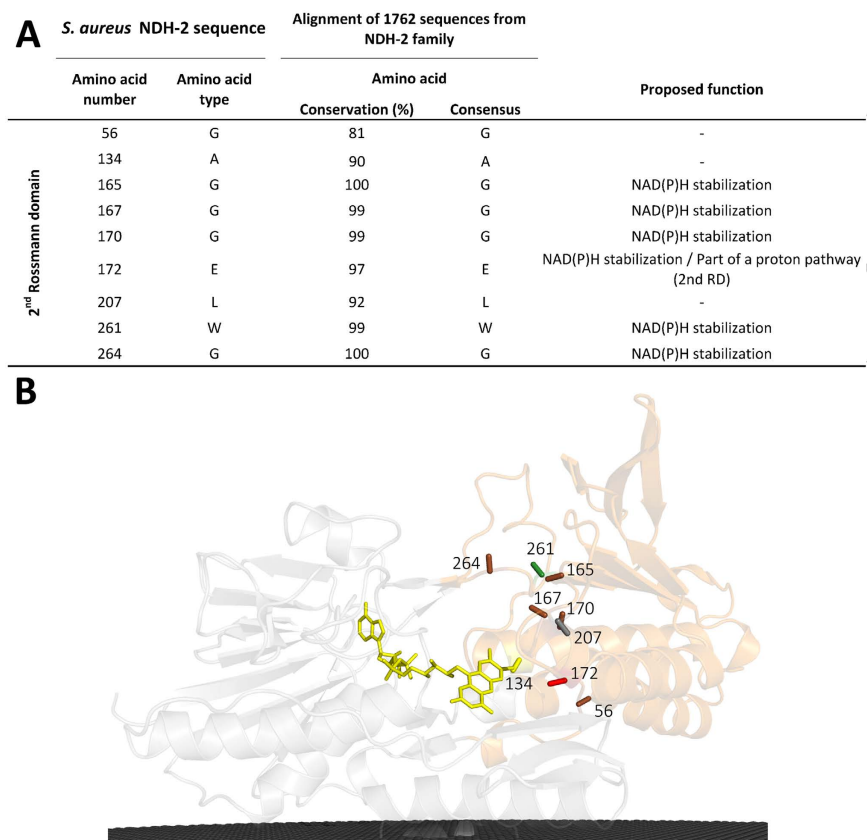 A
S. aureus NDH-2 sequence
Alignment of 1762 sequences from
NDH-2 family
Amino acid
number
Amino acid
type
Amino acid
Conservation (%) Consensus
Proposed function
2nd Rossmann domain
56 G 81 G -
134 A 90 A -
165 G 100 G NAD(P)H stabilization
167 G 99 G NAD(P)H stabilization
170 G 99 G NAD(P)H stabilization
172 E 97 E NAD(P)H stabilization / Part of a proton pathway
(2nd RD)
207 L 92 L -
261 W 99 W NAD(P)H stabilization
264 G 100 G NAD(P)H stabilization
B
264 261 165
167 170
207
134 172
56